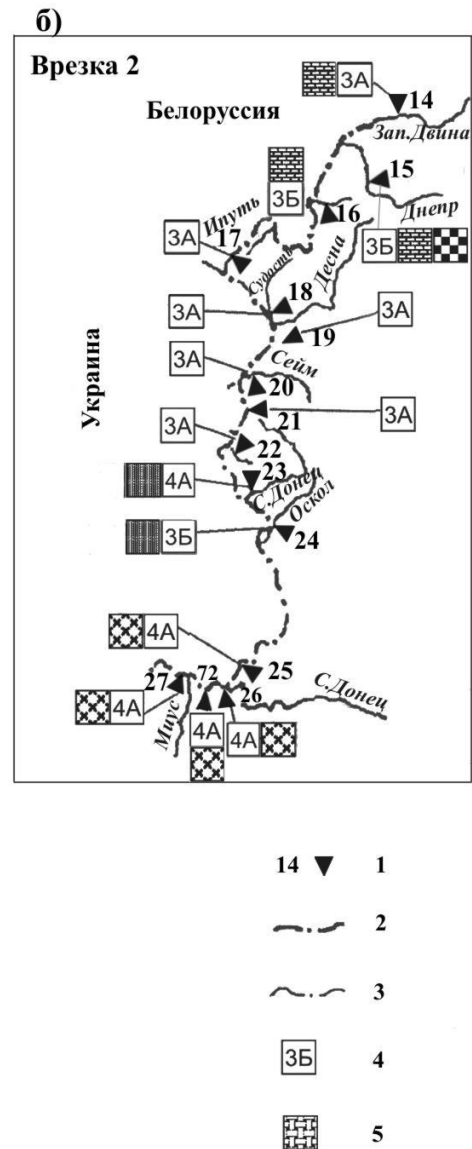 б)
Врезка 2
3А
14
Белоруссия
Зап.Двина
15
3Б
Ипуть
16
Днепр
17
3А
Судость
Десна
3Б
18
3А
19
3А
Украина
3А
Сейм
20
21
3А
3А
22
23
4А
С.Донец
Оскол
3Б
24
4А
25
27
72
26
С.Донец
4А
Миус
4А
4А
14
1
2
3
3Б
4
5